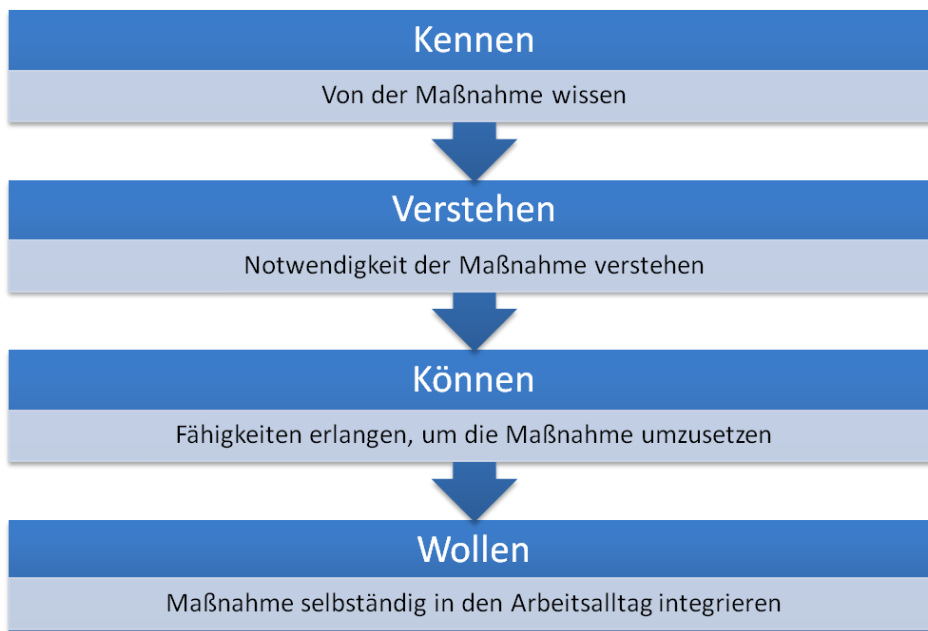 Kennen
Von der Maßnahme wissen
Verstehen
Notwendigkeit der Maßnahme verstehen
Können
Fähigkeiten erlangen, um die Maßnahme umzusetzen
Wollen
Maßnahme selbständig in den Arbeitsalltag integrieren